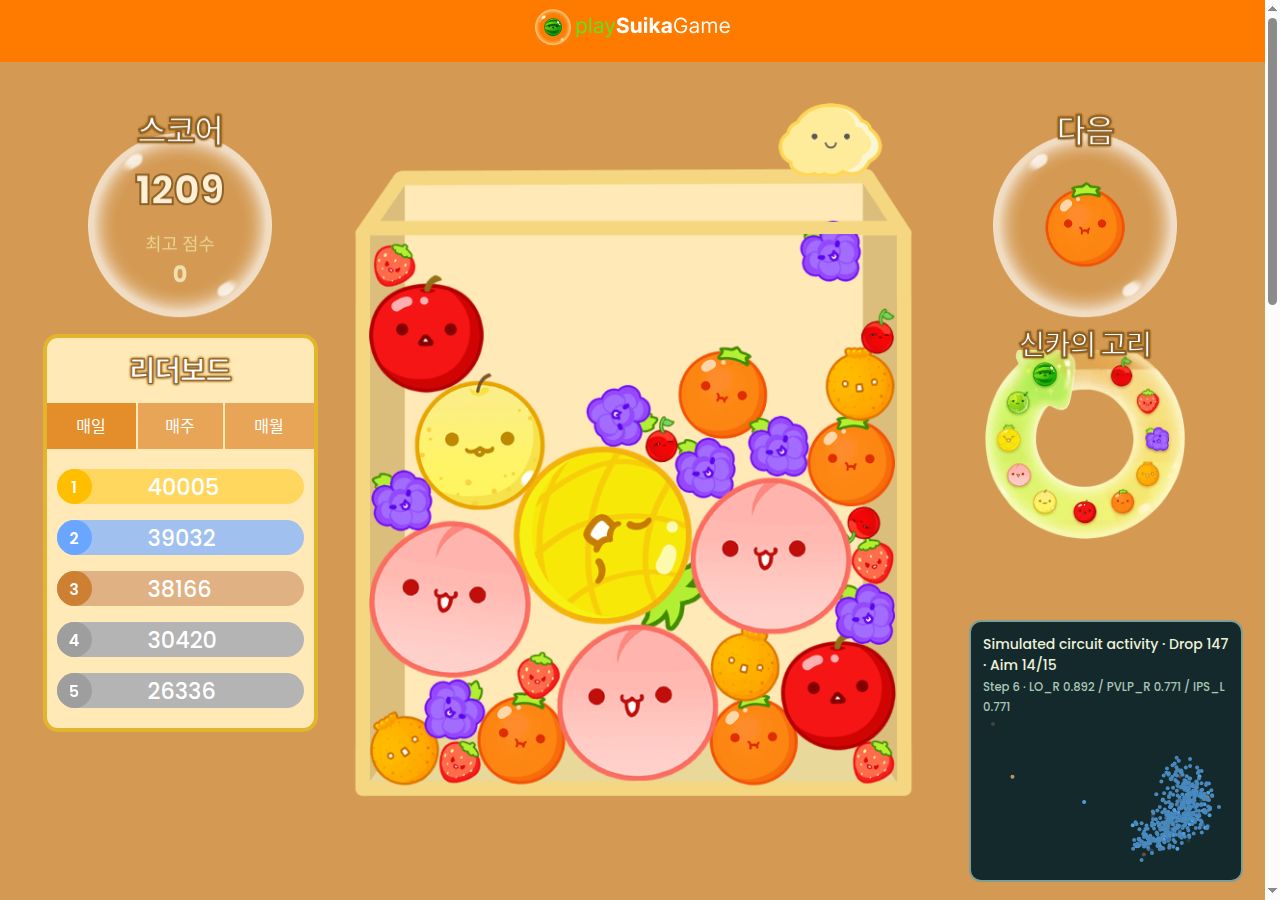 playSuikaGame
스코어
1209
최고 점수
0
다음
신카의 고리
리더보드
매일 매주 매월
1 40005
2 39032
3 38166
4 30420
5 26336
Simulated circuit activity · Drop 147
· Aim 14/15
Step 6 · LO_R 0.892 / PVLP_R 0.771 / IPS_L
0.771